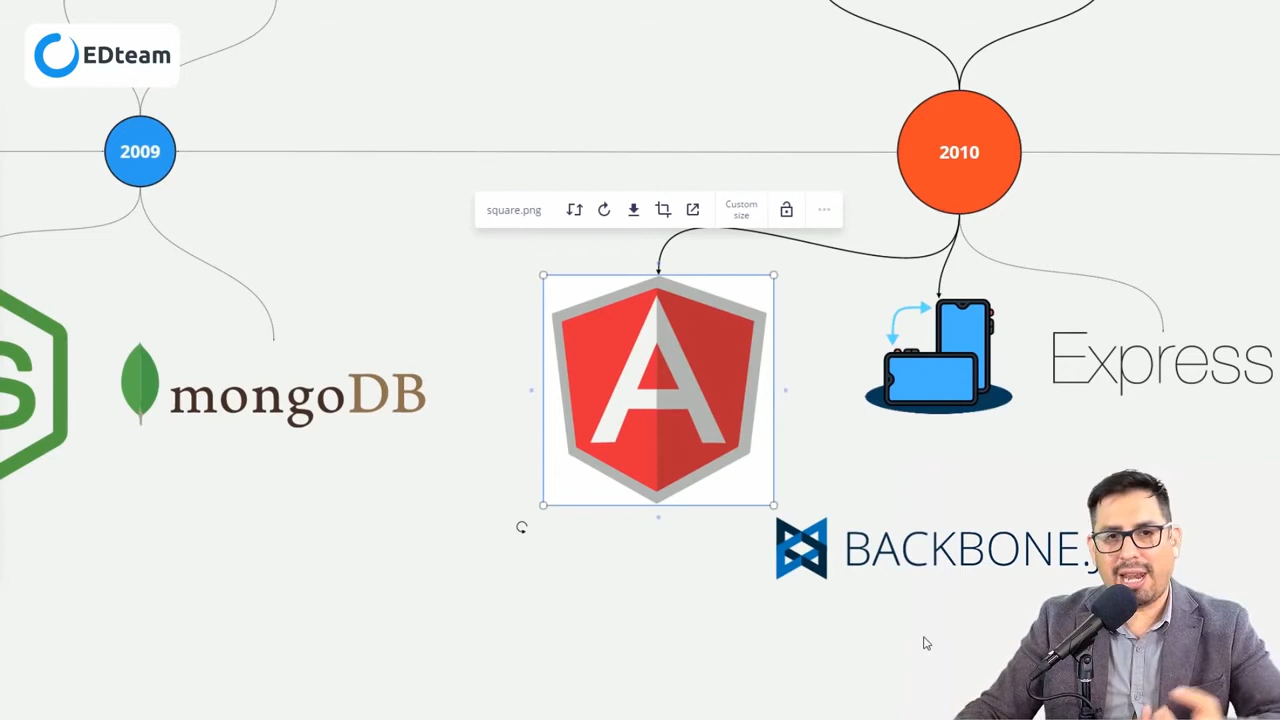 EDteam
2009
2010
square.png
Custom
size
S
mongoDB
A
Express
BACKBONE.